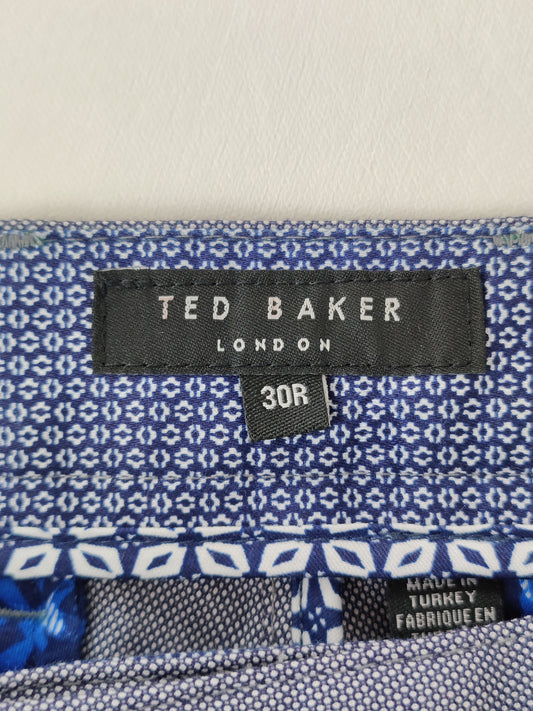 TED BAKER
LONDON
30R
MADE IN
TURKEY
FABRIQUE EN